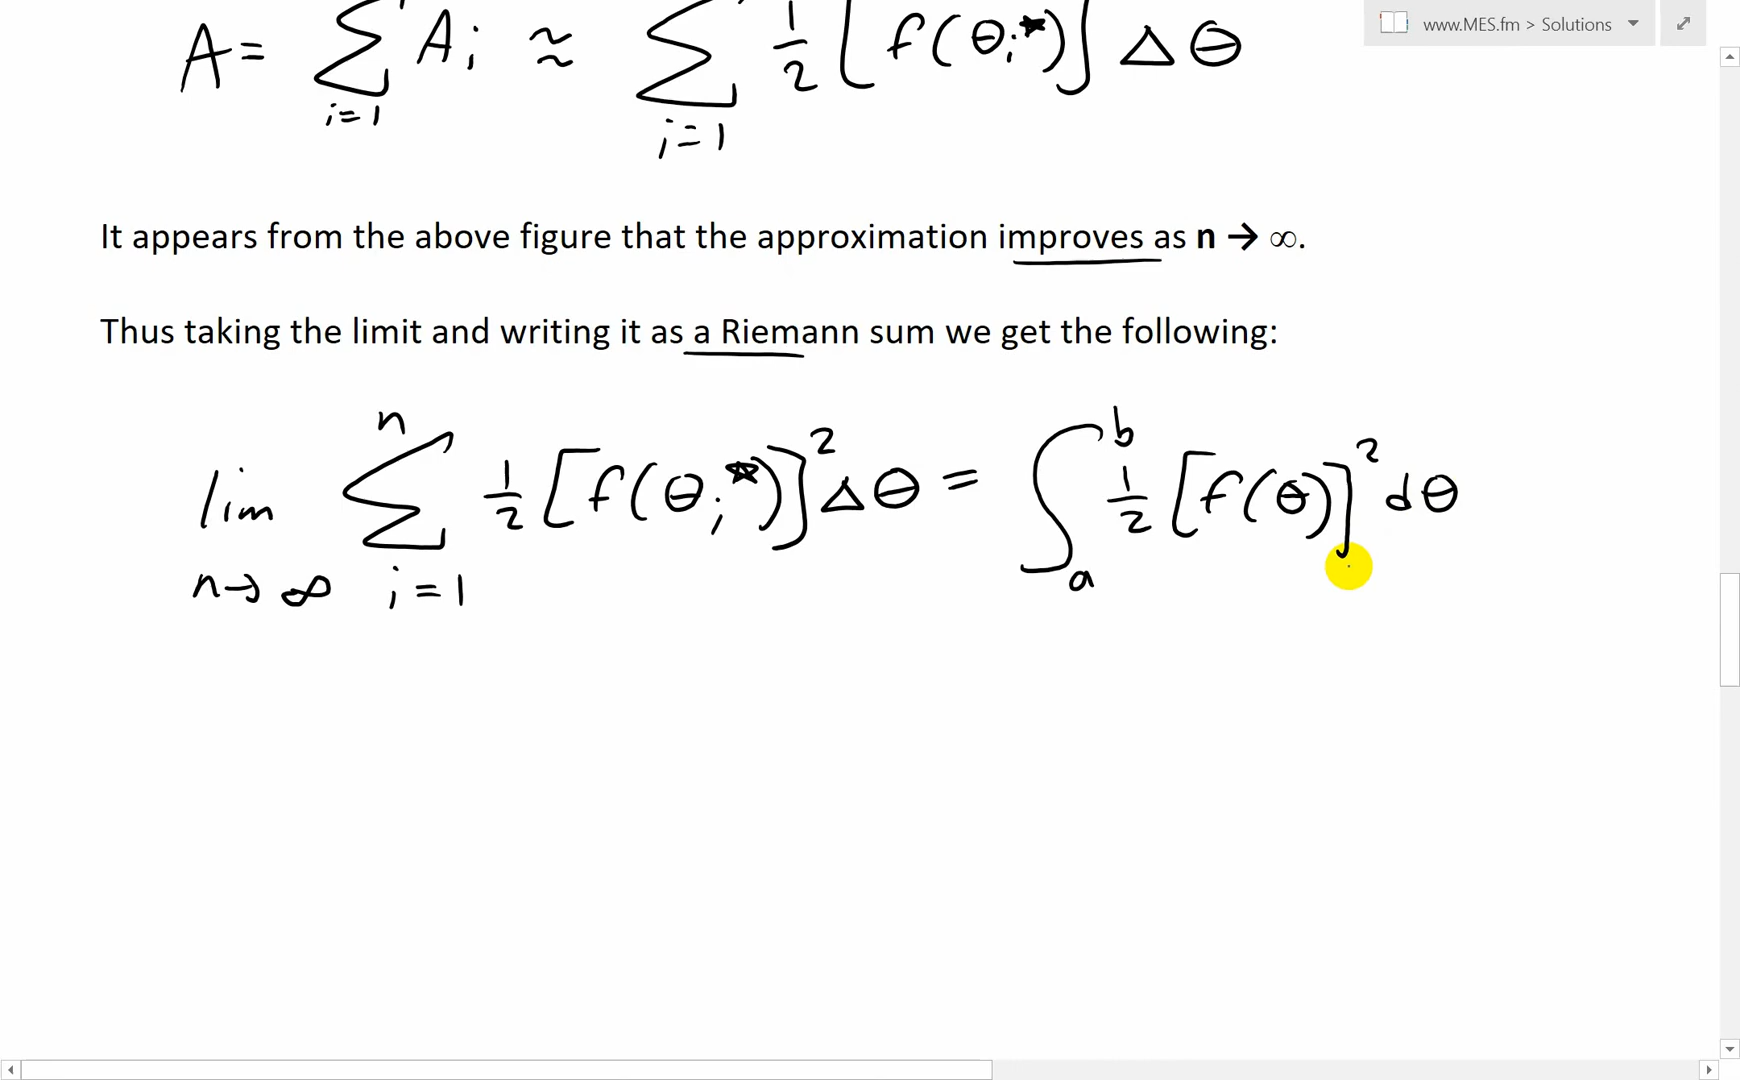 www.MES.fm > Solutions
A = ∑ Aᵢ ≈ ∑ 1/2 [f(θᵢ*)] Δθ
i=1 i=1
It appears from the above figure that the approximation improves as n → ∞.
Thus taking the limit and writing it as a Riemann sum we get the following:
lim n→∞ ∑ i=1 n 1/2 [f(θᵢ*)]² Δθ = ∫ a b 1/2 [f(θ)]² dθ